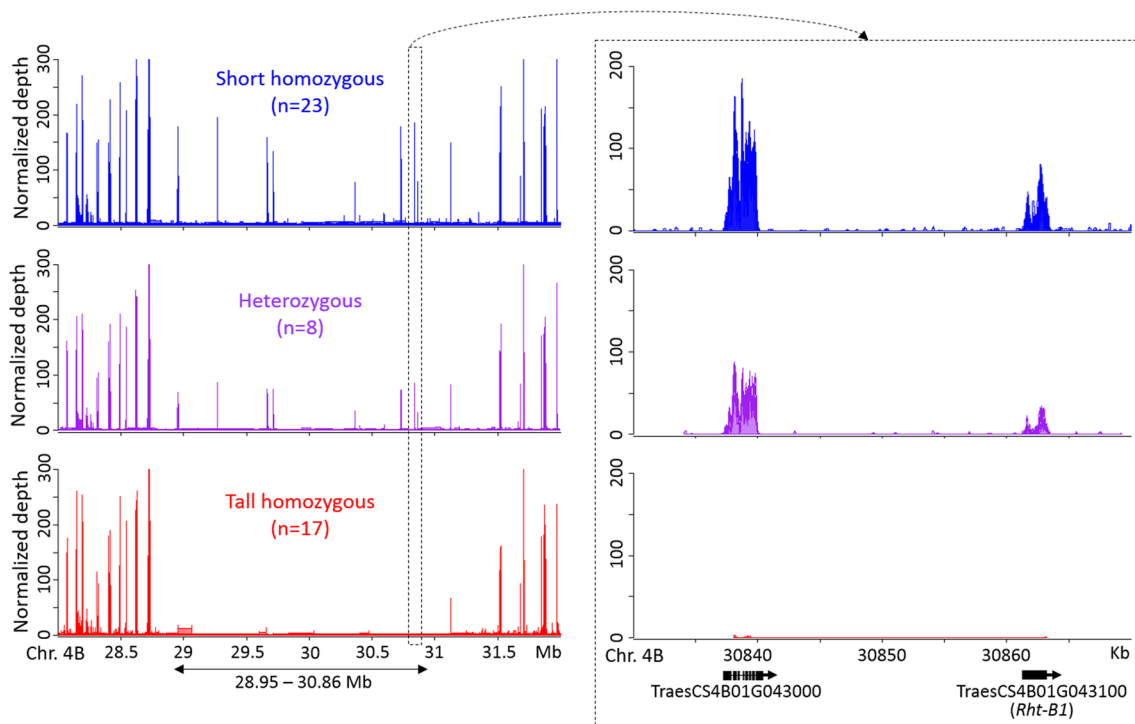 Normalized depth
300
200
100
0
Short homozygous
(n=23)
Normalized depth
300
200
100
0
Heterozygous
(n=8)
Normalized depth
300
200
100
0
Tall homozygous
(n=17)
Chr. 4B 28.5 29 29.5 30 30.5 31 31.5 Mb
28.95 – 30.86 Mb
200
100
0
200
100
0
200
100
0
Chr. 4B 30840 30850 30860 Kb
TraesCS4B01G043000 TraesCS4B01G043100
(Rht-B1)